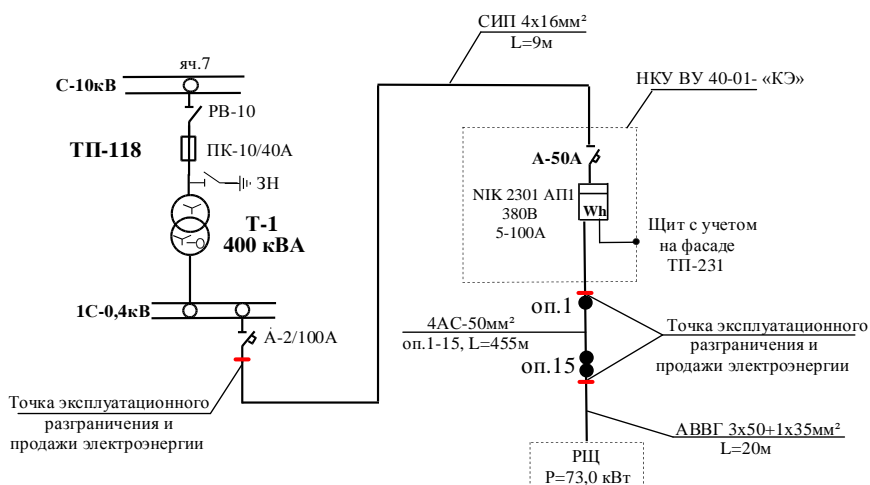 яч.7
С-10кВ
РВ-10
ТП-118
ПК-10/40А
ЗН
Т-1
400 кВА
1С-0,4кВ
А-2/100А
Точка эксплуатационного
разграничения и
продажи электроэнергии
СИП 4х16мм²
L=9м
НКУ ВУ 40-01- «КЭ»
А-50А
NIK 2301 АП1
380В
5-100А
Wh
Щит с учетом
на фасаде
ТП-231
оп.1
4АС-50мм²
оп.1-15, L=455м
оп.15
Точка эксплуатационного
разграничения и
продажи электроэнергии
АВВГ 3х50+1х35мм²
L=20м
РЩ
Р=73,0 кВт